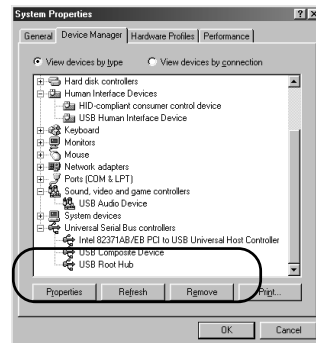 System Properties
General Device Manager Hardware Profiles Performance
View devices by type View devices by connection
Hard disk controllers
Human Interface Devices
HID-compliant consumer control device
USB Human Interface Device
Keyboard
Monitors
Mouse
Network adapters
Ports (COM & LPT)
Sound, video and game controllers
USB Audio Device
System devices
Universal Serial Bus controllers
Intel 82371AB/EB PCI to USB Universal Host Controller
USB Composite Device
USB Root Hub
Properties Refresh Remove Print...
OK Cancel